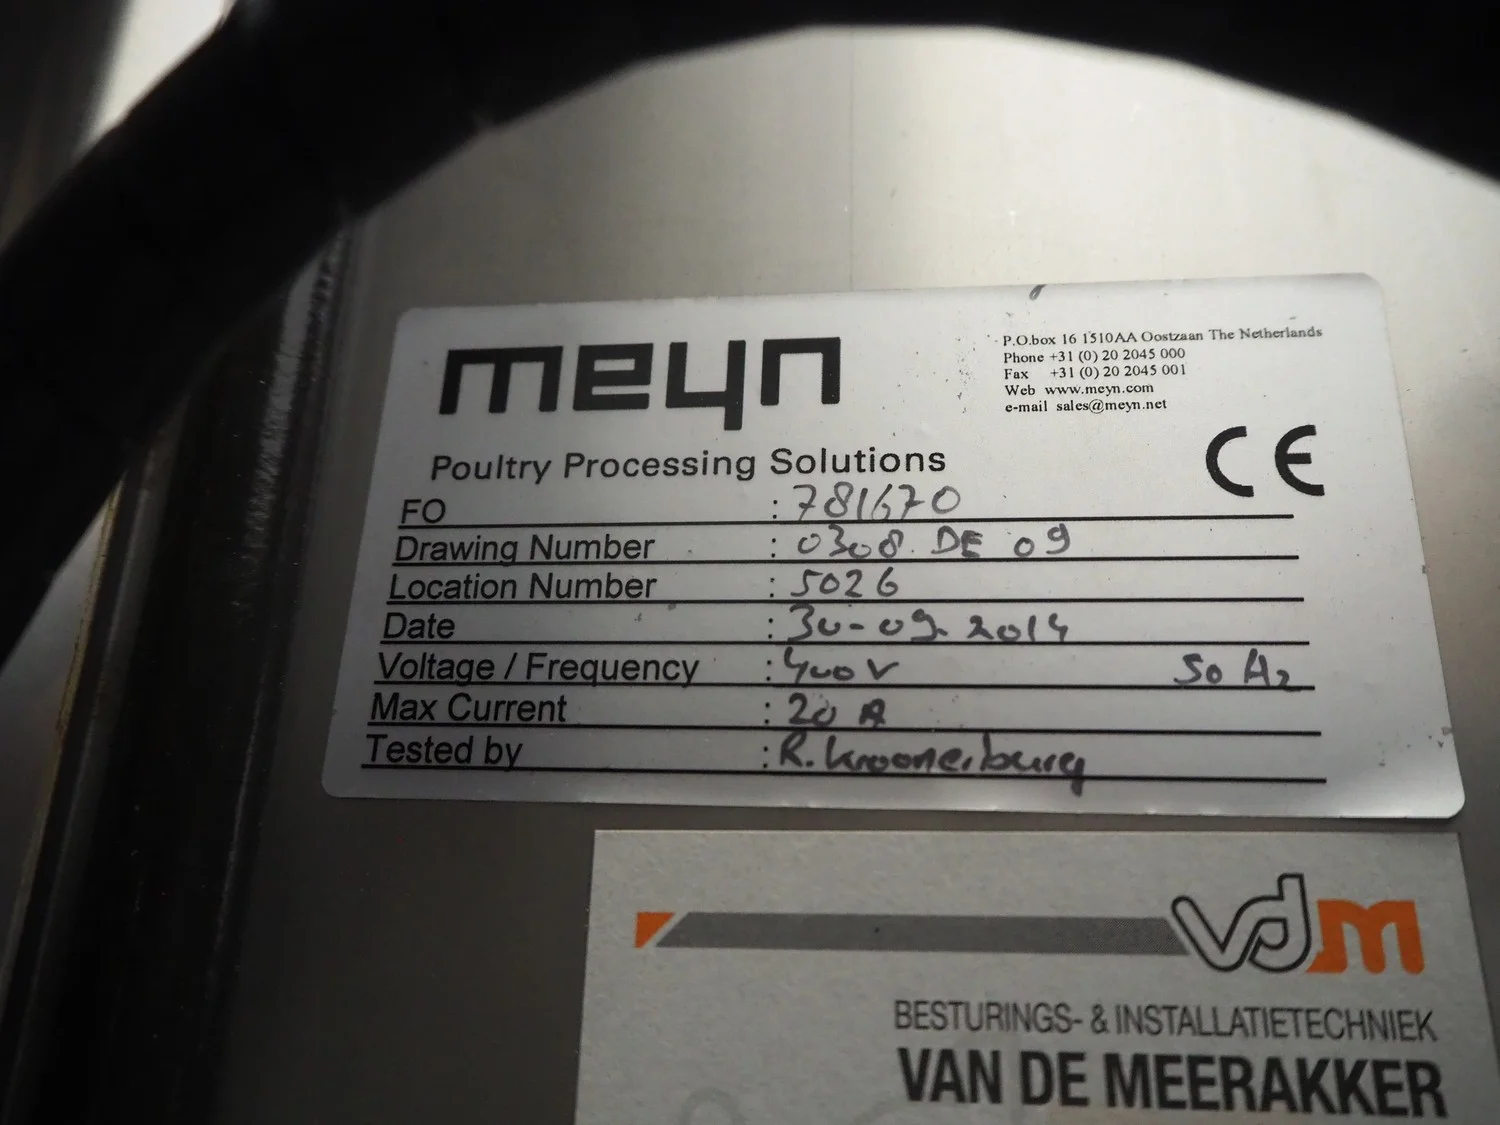 meyn
P.O.box 16 1510AA Oostzaan The Netherlands
Phone +31 (0) 20 2045 000
Fax +31 (0) 20 2045 001
Web www.meyn.com
e-mail sales@meyn.net
CE
Poultry Processing Solutions
FO : 781670
Drawing Number : 0308 DE 09
Location Number : 5026
Date : 30-09-2014
Voltage / Frequency : 400V 50 Hz
Max Current : 20 A
Tested by : R. Kroonenburg
vdm
BESTURINGS- & INSTALLATIETECHNIEK
VAN DE MEERAKKER